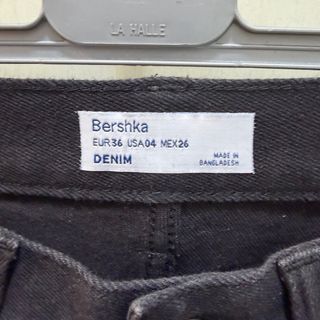 LA HALLE
Bershka
EUR36 USA04 MEX26
DENIM
MADE IN
BANGLADESH